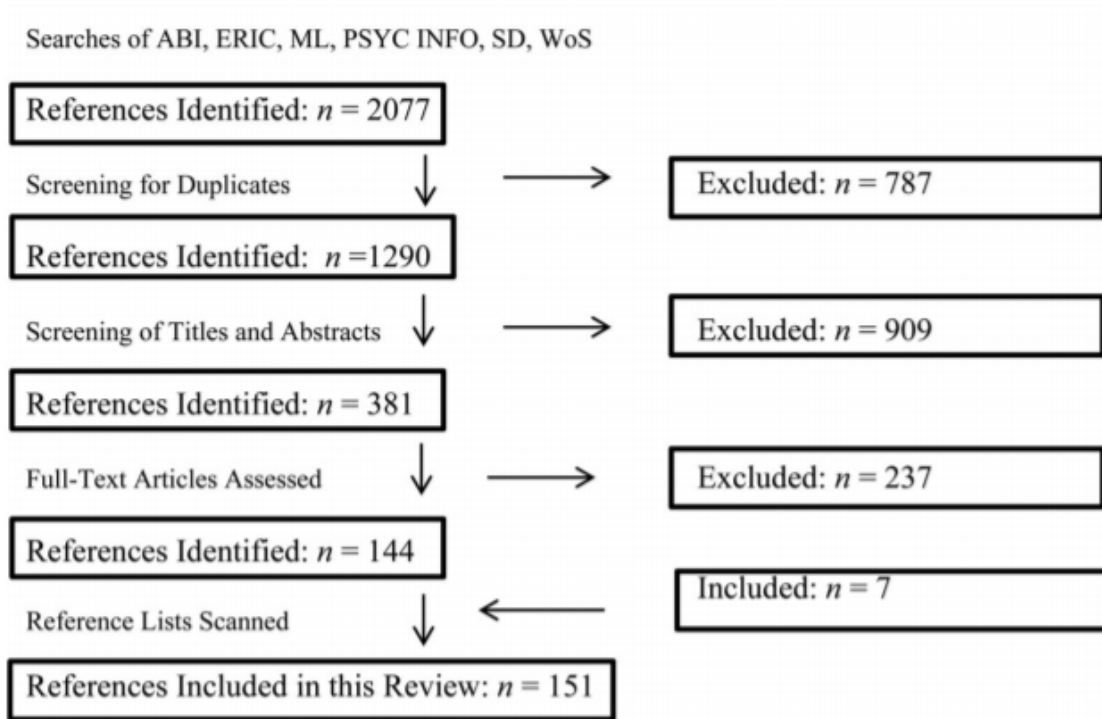 Searches of ABI, ERIC, ML, PSYC INFO, SD, WoS
References Identified: n = 2077
Screening for Duplicates
Excluded: n = 787
References Identified: n =1290
Screening of Titles and Abstracts
Excluded: n = 909
References Identified: n = 381
Full-Text Articles Assessed
Excluded: n = 237
References Identified: n = 144
Included: n = 7
Reference Lists Scanned
References Included in this Review: n = 151